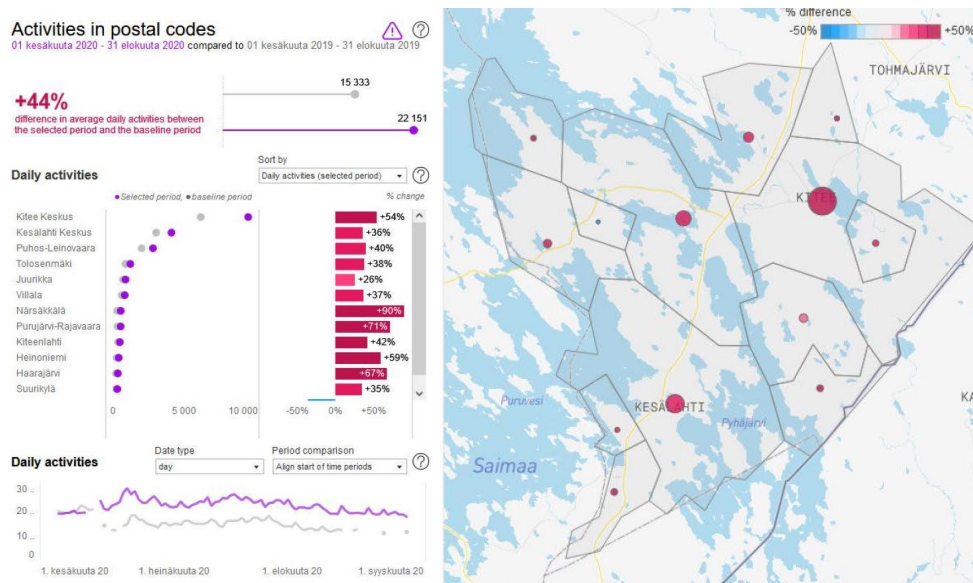 Activities in postal codes
01 kesäkuuta 2020 - 31 elokuuta 2020 compared to 01 kesäkuuta 2019 - 31 elokuuta 2019
+44%
difference in average daily activities between
the selected period and the baseline period
15 333
22 151
Daily activities
Sort by
Daily activities (selected period)
Selected period, baseline period
% change
Kitee Keskus +54%
Kesälahti Keskus +36%
Puhos-Leinovaara +40%
Tolosenmäki +38%
Juurikka +26%
Villala +37%
Närsäkkälä +90%
Purujärvi-Rajavaara +71%
Kiteenlahti +42%
Heinoniemi +59%
Haarajärvi +67%
Suurikylä +35%
0 5 000 10 000 -50% 0% +50%
Daily activities
Date type
day
Period comparison
Align start of time periods
30 ...
20 ...
10 ...
0
1. kesäkuuta 20 1. heinäkuuta 20 1. elokuuta 20 1. syyskuuta 20
% difference
-50% +50%
TOHMAJÄRVI
KITEE
KESÄLAHTI
Puruvesi
Pyhäjärvi
Saimaa
KA